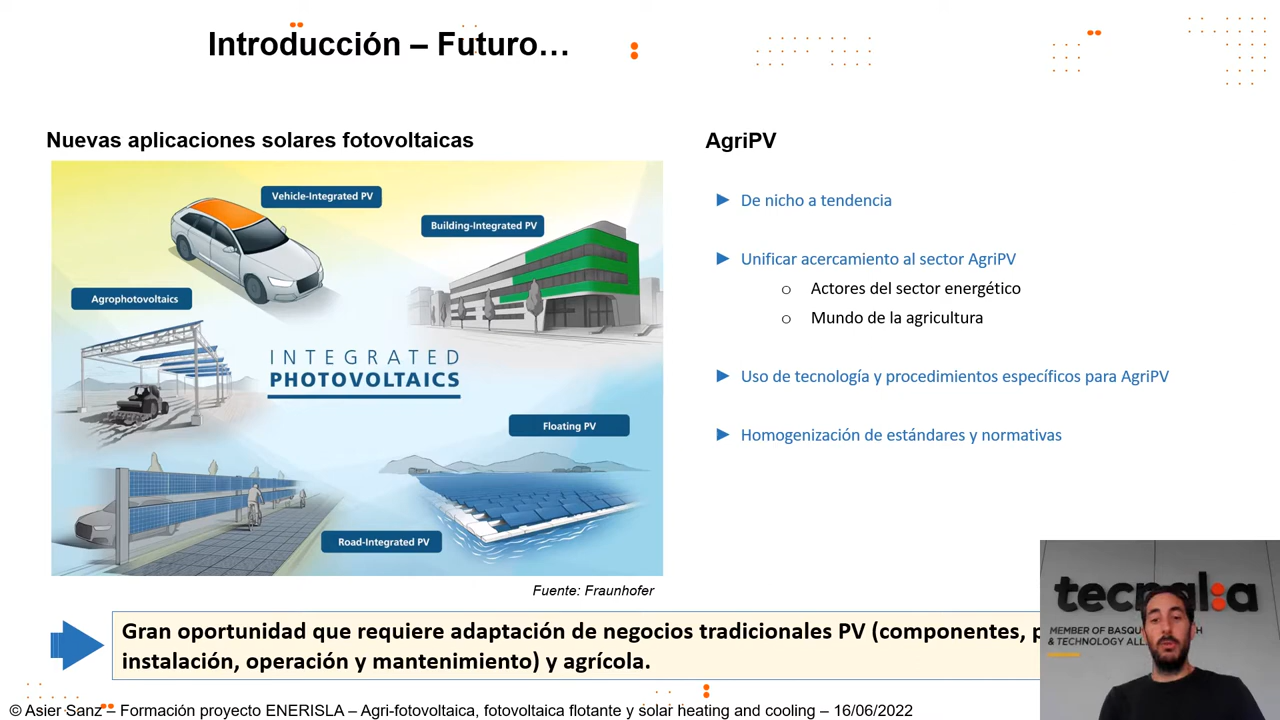 Introducción – Futuro…
Nuevas aplicaciones solares fotovoltaicas
Vehicle-Integrated PV
Building-Integrated PV
Agrophotovoltaics
INTEGRATED
PHOTOVOLTAICS
Floating PV
Road-Integrated PV
Fuente: Fraunhofer
AgriPV
De nicho a tendencia
Unificar acercamiento al sector AgriPV
Actores del sector energético
Mundo de la agricultura
Uso de tecnología y procedimientos específicos para AgriPV
Homogenización de estándares y normativas
Gran oportunidad que requiere adaptación de negocios tradicionales PV (componentes,
instalación, operación y mantenimiento) y agrícola.
tecnalia
MEMBER OF
& TECHNOLOGY
© Asier Sanz – Formación proyecto ENERISLA – Agri-fotovoltaica, fotovoltaica flotante y solar heating and cooling – 16/06/2022